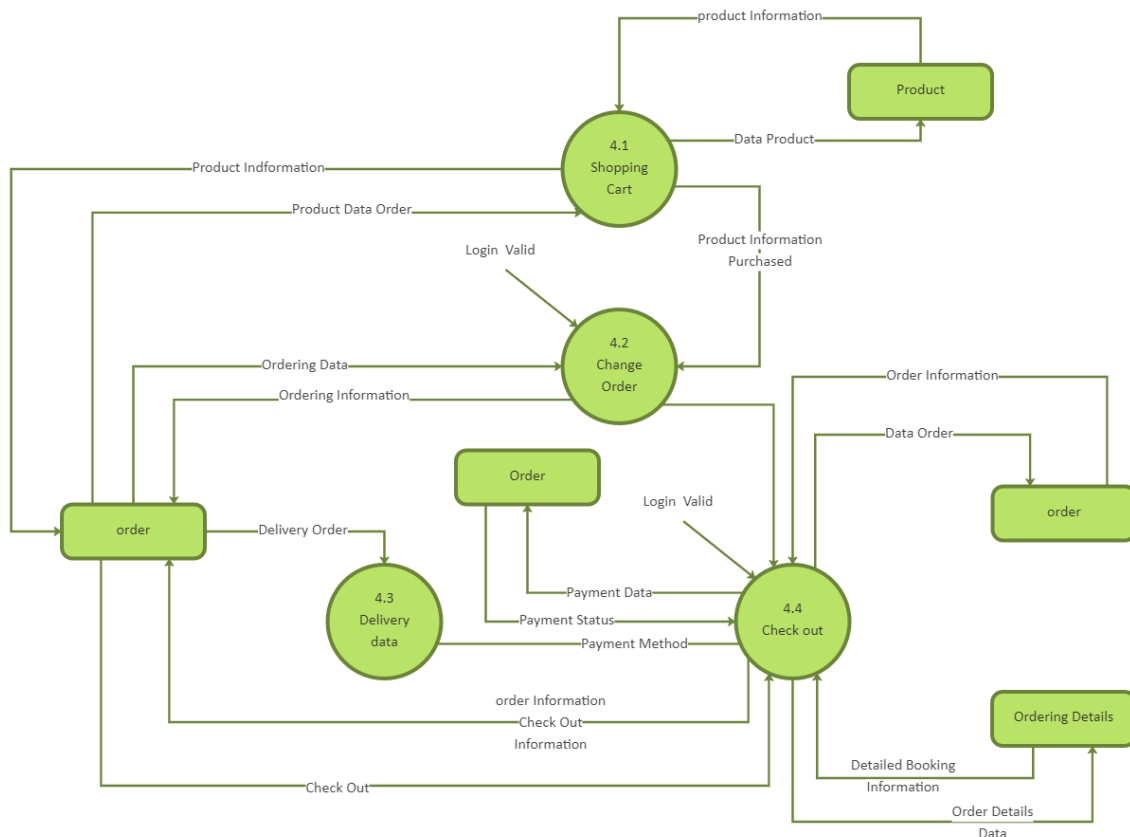 product Information
Product
4.1
Shopping
Cart
Data Product
Product Indformation
Product Data Order
Product Information
Purchased
Login  Valid
4.2
Change
Order
Ordering Data
Ordering Information
Order Information
Data Order
Order
Login  Valid
order
order
Delivery Order
4.3
Delivery
data
Payment Data
Payment Status
Payment Method
4.4
Check out
order Information
Check Out
Information
Ordering Details
Detailed Booking
Information
Check Out
Order Details
Data